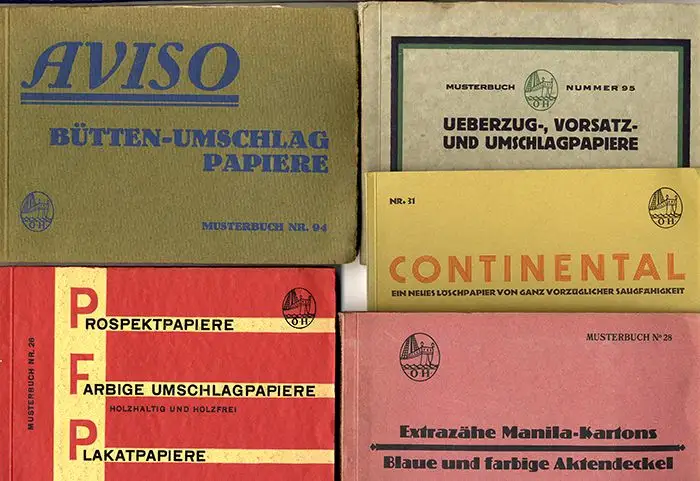 AVISO
BÜTTEN-UMSCHLAG
PAPIERE
MUSTERBUCH NR. 94
O H
MUSTERBUCH NUMMER 95
O H
UEBERZUG-, VORSATZ-
UND UMSCHLAGPAPIERE
NR. 31
O H
CONTINENTAL
EIN NEUES LÖSCHPAPIER VON GANZ VORZÜGLICHER SAUGFÄHIGKEIT
MUSTERBUCH NR. 26
O H
PROSPEKTPAPIERE
FARBIGE UMSCHLAGPAPIERE
HOLZHALTIG UND HOLZFREI
PLAKATPAPIERE
MUSTERBUCH No 28
O H
Extrazähe Manila-Kartons
Blaue und farbige Aktendeckel